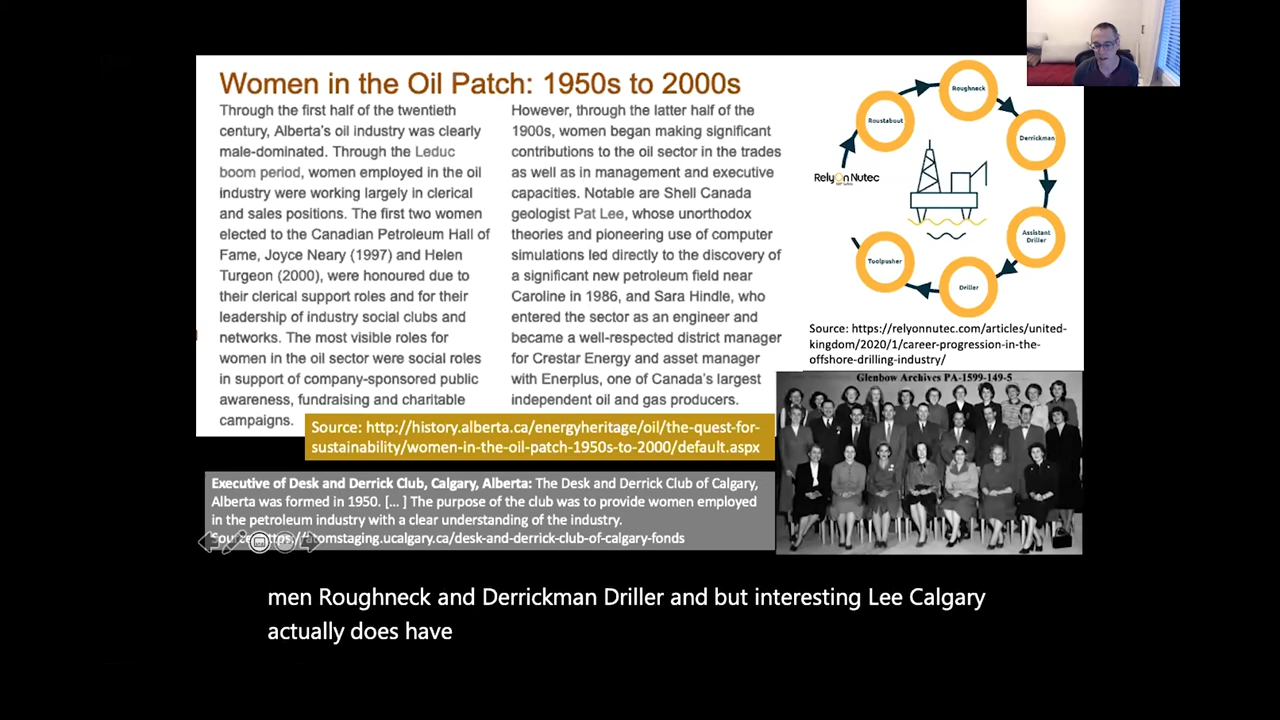 Women in the Oil Patch: 1950s to 2000s
Through the first half of the twentieth
century, Alberta's oil industry was clearly
male-dominated. Through the Leduc
boom period, women employed in the oil
industry were working largely in clerical
and sales positions. The first two women
elected to the Canadian Petroleum Hall of
Fame, Joyce Neary (1997) and Helen
Turgeon (2000), were honoured due to
their clerical support roles and for their
leadership of industry social clubs and
networks. The most visible roles for
women in the oil sector were social roles
in support of company-sponsored public
awareness, fundraising and charitable
campaigns.
However, through the latter half of the
1900s, women began making significant
contributions to the oil sector in the trades
as well as in management and executive
capacities. Notable are Shell Canada
geologist Pat Lee, whose unorthodox
theories and pioneering use of computer
simulations led directly to the discovery of
a significant new petroleum field near
Caroline in 1986, and Sara Hindle, who
entered the sector as an engineer and
became a well-respected district manager
for Crestar Energy and asset manager
with Enerplus, one of Canada's largest
independent oil and gas producers.
Source: http://history.alberta.ca/energyheritage/oil/the-quest-for-
sustainability/women-in-the-oil-patch-1950s-to-2000/default.aspx
Roughneck
Roustabout
Derrickman
RelyOn Nutec
Assistant
Driller
Toolpusher
Driller
Source: https://relyonnutec.com/articles/united-
kingdom/2020/1/career-progression-in-the-
offshore-drilling-industry/
Glenbow Archives PA-1599-149-5
Executive of Desk and Derrick Club, Calgary, Alberta: The Desk and Derrick Club of Calgary,
Alberta was formed in 1950. [... ] The purpose of the club was to provide women employed
in the petroleum industry with a clear understanding of the industry.
Source: https://atomstaging.ucalgary.ca/desk-and-derrick-club-of-calgary-fonds
men Roughneck and Derrickman Driller and but interesting Lee Calgary
actually does have